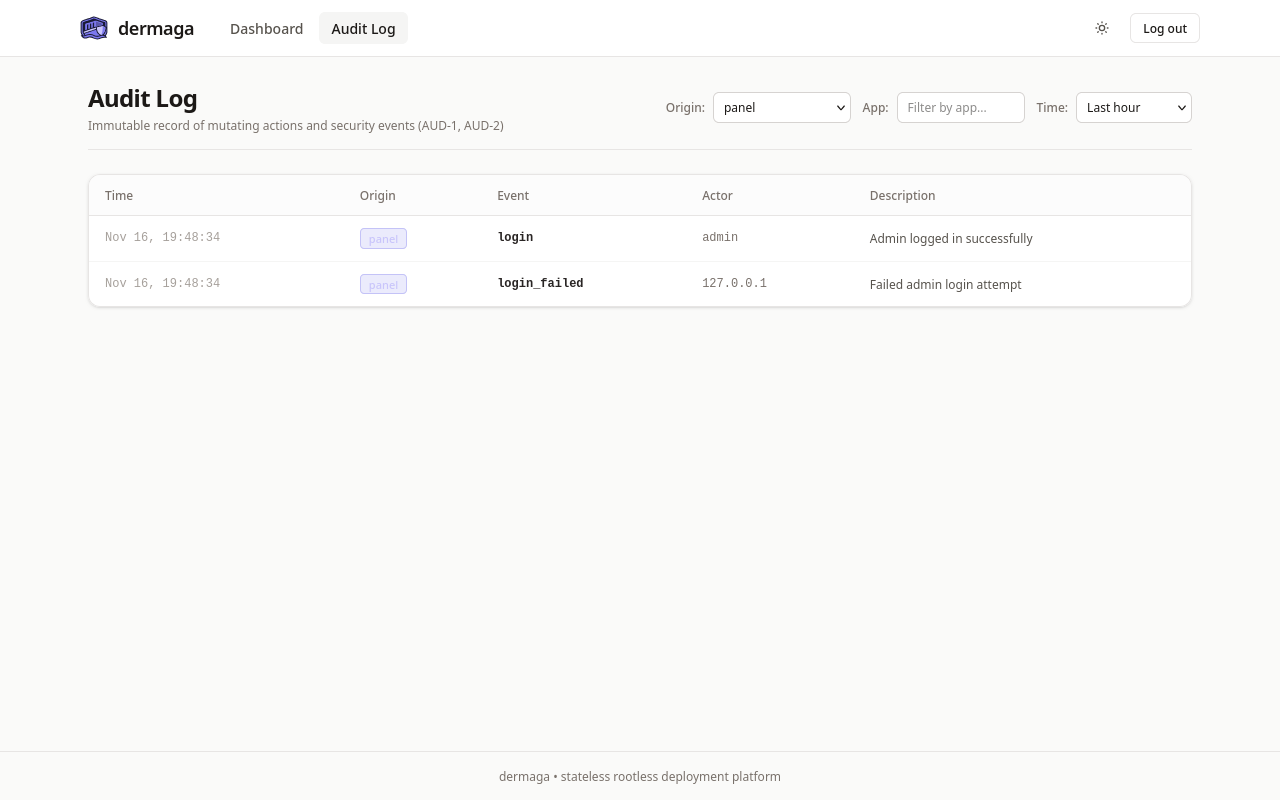 dermaga Dashboard Audit Log Log out
Audit Log
Immutable record of mutating actions and security events (AUD-1, AUD-2)
Origin: panel App: Filter by app... Time: Last hour
Time Origin Event Actor Description
Nov 16, 19:48:34 panel login admin Admin logged in successfully
Nov 16, 19:48:34 panel login_failed 127.0.0.1 Failed admin login attempt
dermaga • stateless rootless deployment platform